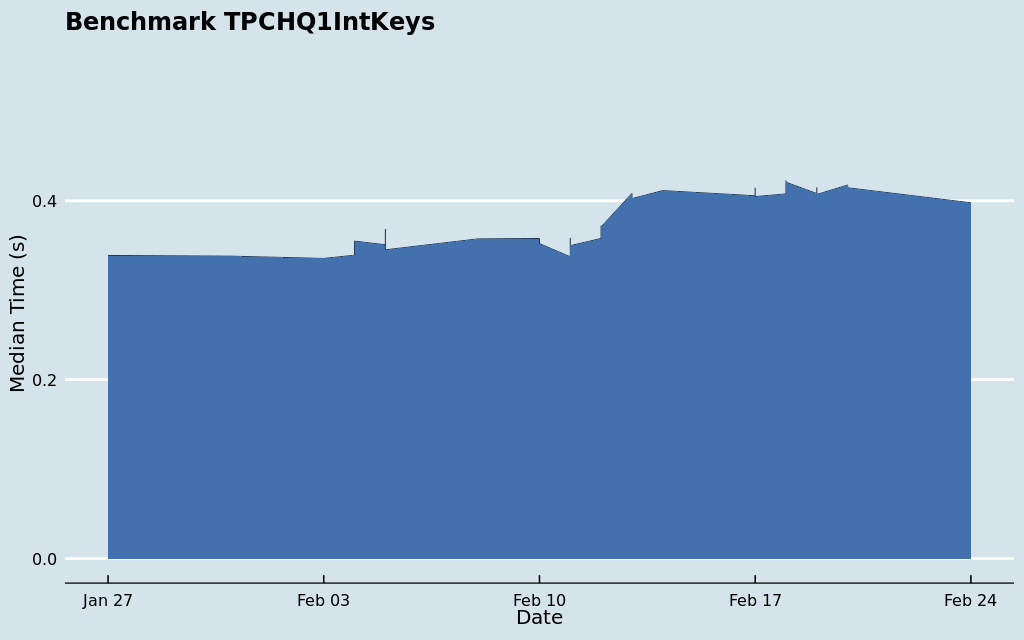 Benchmark TPCHQ1IntKeys
Median Time (s)
0.4
0.2
0.0
Jan 27 Feb 03 Feb 10 Feb 17 Feb 24
Date